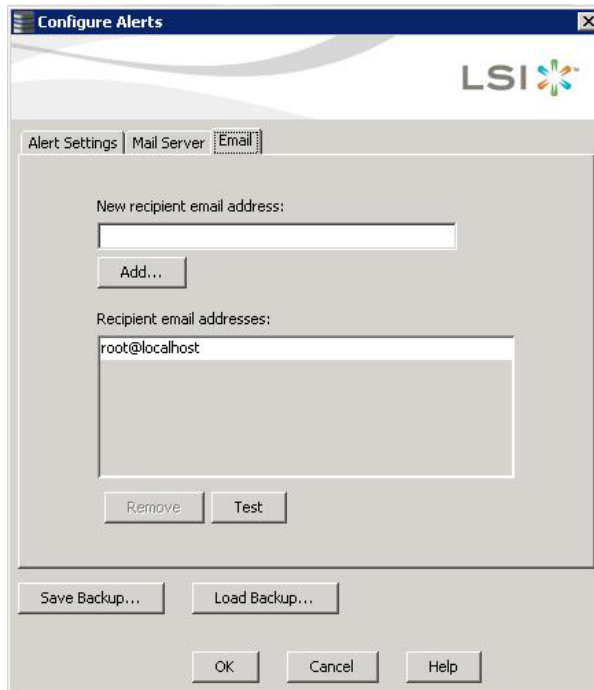 Configure Alerts
LSI
Alert Settings Mail Server Email
New recipient email address:
Add...
Recipient email addresses:
root@localhost
Remove Test
Save Backup... Load Backup...
OK Cancel Help